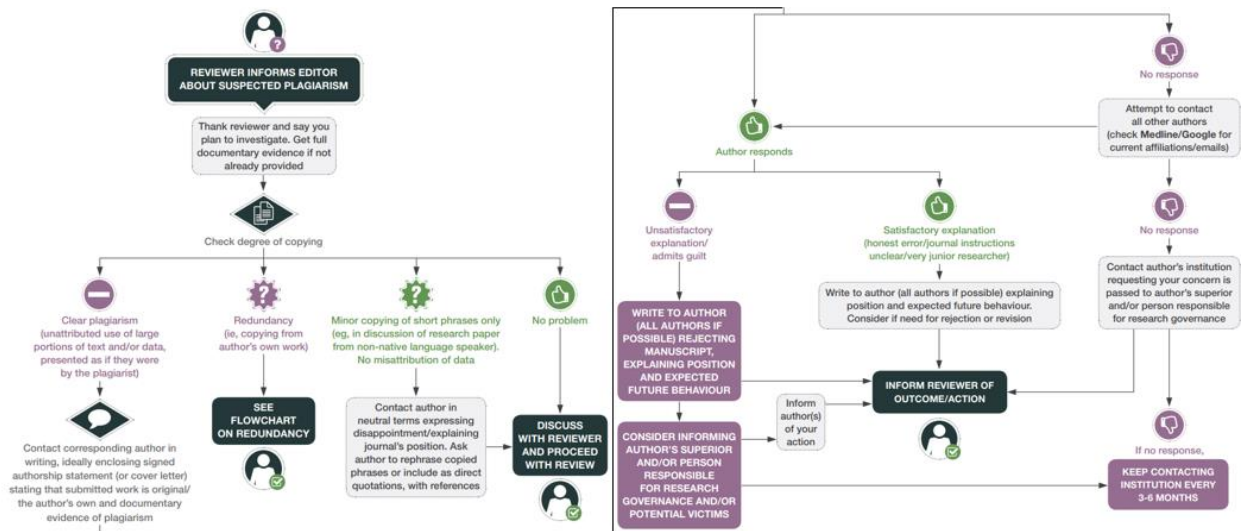 REVIEWER INFORMS EDITOR
ABOUT SUSPECTED PLAGIARISM
Thank reviewer and say you
plan to investigate. Get full
documentary evidence if not
already provided
Check degree of copying
Clear plagiarism
(unattributed use of large
portions of text and/or data,
presented as if they were
by the plagiarist)
Redundancy
(ie, copying from
author's own work)
Minor copying of short phrases only
(eg, in discussion of research paper
from non-native language speaker).
No misattribution of data
No problem
Contact corresponding author in
writing, ideally enclosing signed
authorship statement (or cover letter)
stating that submitted work is original/
the author's own and documentary
evidence of plagiarism
SEE
FLOWCHART
ON REDUNDANCY
Contact author in
neutral terms expressing
disappointment/explaining
journal's position. Ask
author to rephrase copied
phrases or include as direct
quotations, with references
DISCUSS
WITH REVIEWER
AND PROCEED
WITH REVIEW
Author responds
No response
Attempt to contact
all other authors
(check Medline/Google for
current affiliations/emails)
Unsatisfactory
explanation/
admits guilt
Satisfactory explanation
(honest error/journal instructions
unclear/very junior researcher)
No response
Contact author's institution
requesting your concern is
passed to author's superior
and/or person responsible
for research governance
WRITE TO AUTHOR
(ALL AUTHORS IF
POSSIBLE) REJECTING
MANUSCRIPT,
EXPLAINING POSITION
AND EXPECTED
FUTURE BEHAVIOUR
Write to author (all authors if possible) explaining
position and expected future behaviour.
Consider if need for rejection or revision
INFORM REVIEWER OF
OUTCOME/ACTION
Inform
author(s)
of your
action
CONSIDER INFORMING
AUTHOR'S SUPERIOR
AND/OR PERSON
RESPONSIBLE
FOR RESEARCH
GOVERNANCE AND/OR
POTENTIAL VICTIMS
If no response,
KEEP CONTACTING
INSTITUTION EVERY
3-6 MONTHS